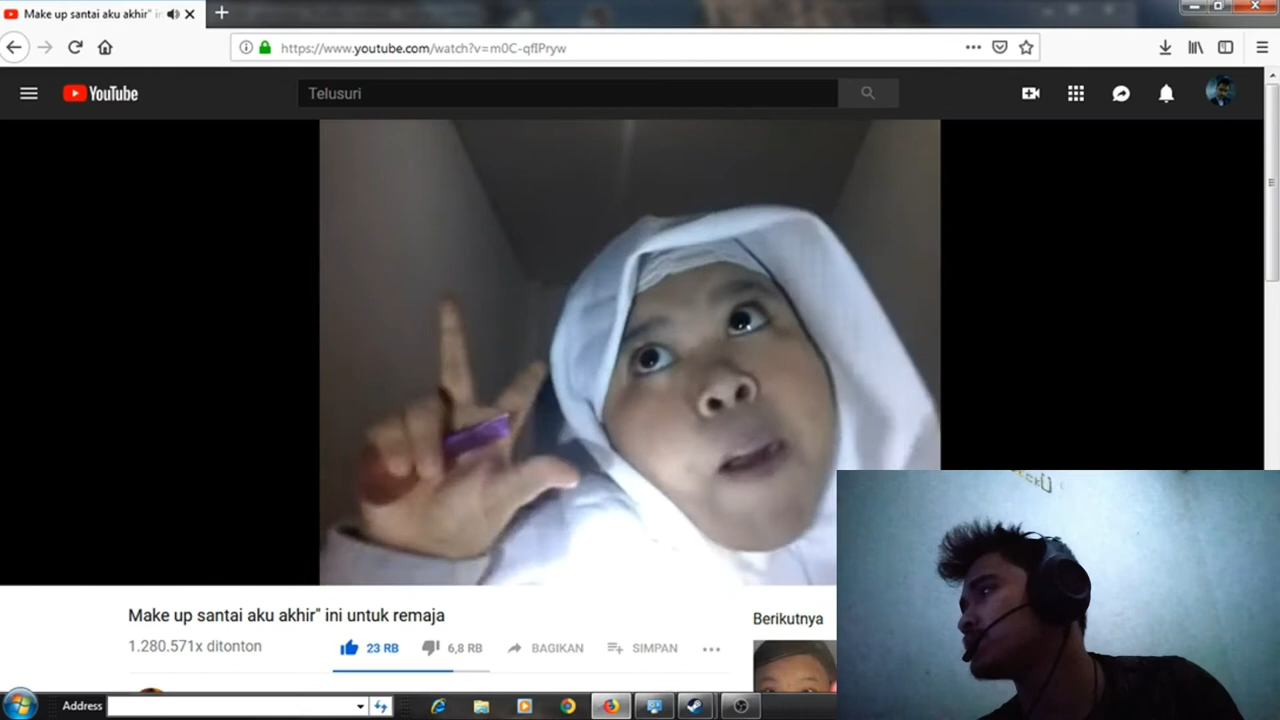 Make up santai aku akhir" in
https://www.youtube.com/watch?v=m0C-qfIPryw
YouTube
Telusuri
Make up santai aku akhir" ini untuk remaja
Berikutnya
1.280.571x ditonton
23 RB
6,8 RB
BAGIKAN
SIMPAN
Address